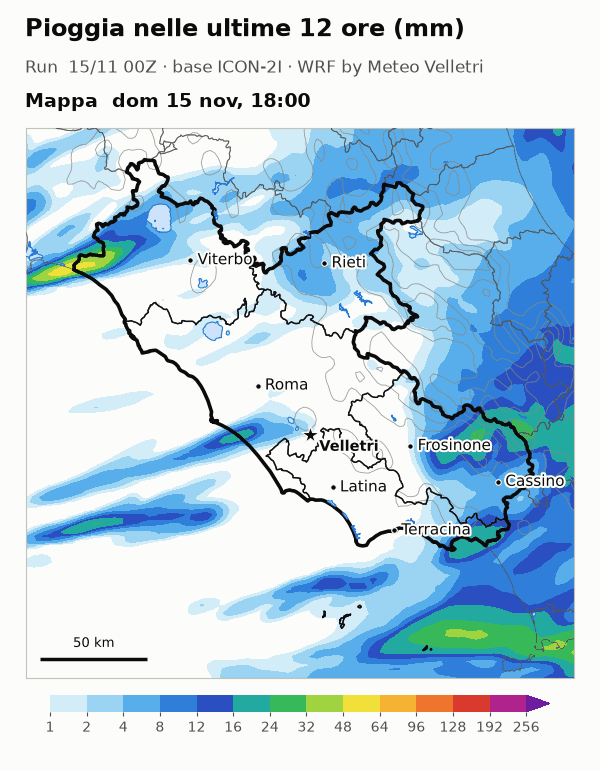 Pioggia nelle ultime 12 ore (mm)
Run 15/11 00Z · base ICON-2I · WRF by Meteo Velletri
Mappa dom 15 nov, 18:00
Viterbo
Rieti
Roma
Velletri
Frosinone
Latina
Cassino
Terracina
50 km
1 2 4 8 12 16 24 32 48 64 96 128 192 256